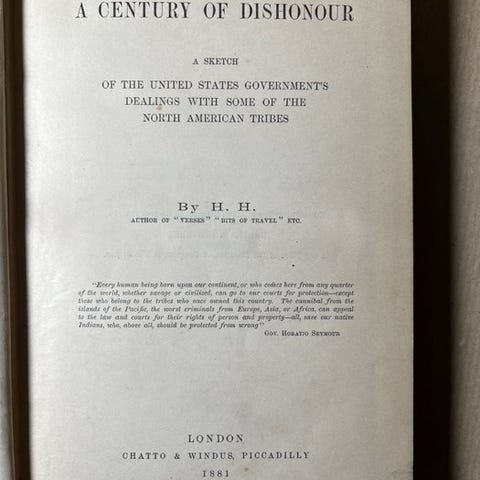 A CENTURY OF DISHONOUR
A SKETCH
OF THE UNITED STATES GOVERNMENT'S
DEALINGS WITH SOME OF THE
NORTH AMERICAN TRIBES
By H. H.
AUTHOR OF "VERSES" "BITS OF TRAVEL" ETC.
"Every human being born upon our continent, or who comes here from any quarter
of the world, whether savage or civilised, can go to our courts for protection—except
those who belong to the tribes who once owned this country. The cannibal from the
islands of the Pacific, the worst criminals from Europe, Asia, or Africa, can appeal
to the law and courts for their rights of person and property—all, save our native
Indians, who, above all, should be protected from wrong"
GOV. HORATIO SEYMOUR
LONDON
CHATTO & WINDUS, PICCADILLY
1881